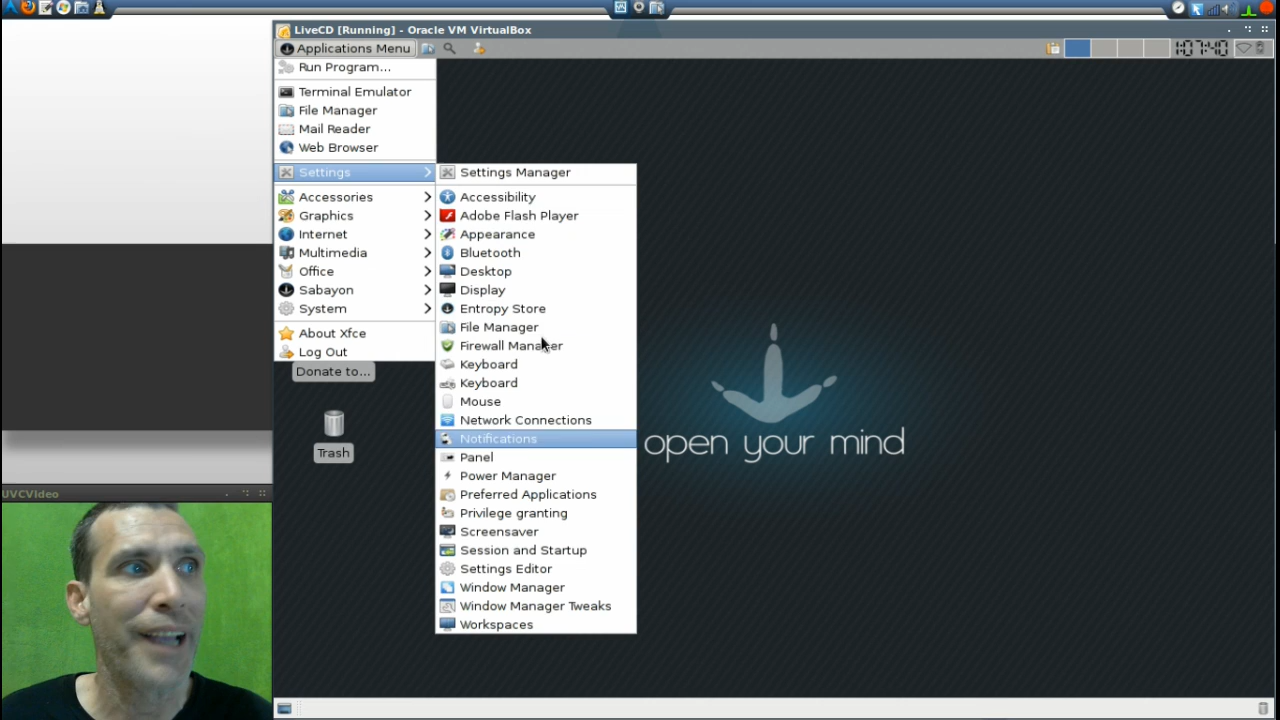 LiveCD [Running] - Oracle VM VirtualBox
Applications Menu
1:07:40
Run Program...
Terminal Emulator
File Manager
Mail Reader
Web Browser
Settings
Accessories
Graphics
Internet
Multimedia
Office
Sabayon
System
About Xfce
Log Out
Settings Manager
Accessibility
Adobe Flash Player
Appearance
Bluetooth
Desktop
Display
Entropy Store
File Manager
Firewall Manager
Keyboard
Keyboard
Mouse
Network Connections
Notifications
Panel
Power Manager
Preferred Applications
Privilege granting
Screensaver
Session and Startup
Settings Editor
Window Manager
Window Manager Tweaks
Workspaces
Donate to...
Trash
open your mind
UVCVideo